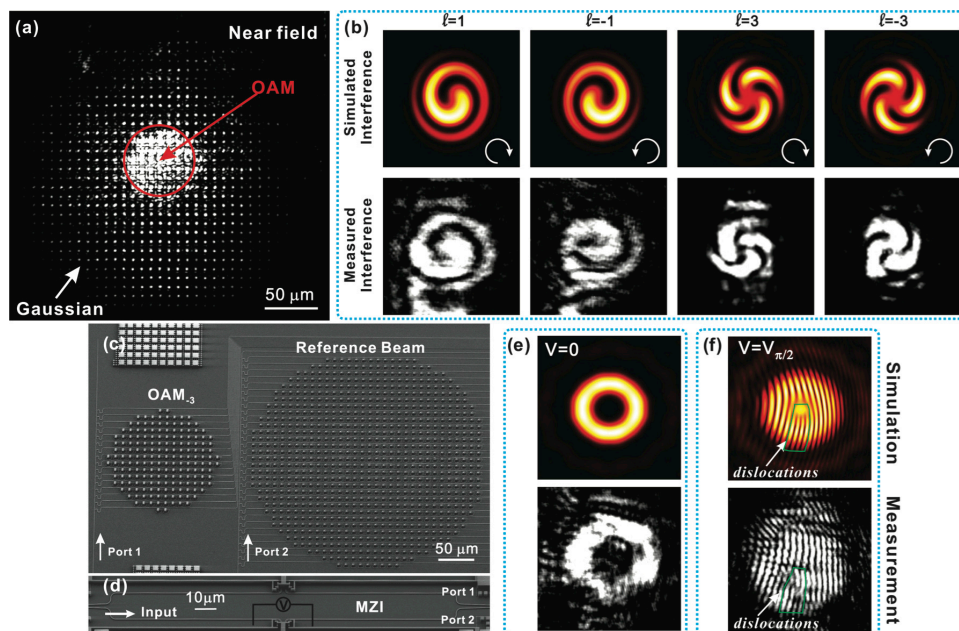 (a)
Near field
OAM
Gaussian
50 μm
(b)
ℓ=1
ℓ=-1
ℓ=3
ℓ=-3
Simulated
Interference
Measured
Interference
(c)
OAM-3
Reference Beam
Port 1
Port 2
50 μm
(d)
Input
10μm
V
MZI
Port 1
Port 2
(e)
V=0
(f)
V=Vπ/2
dislocations
Simulation
dislocations
Measurement